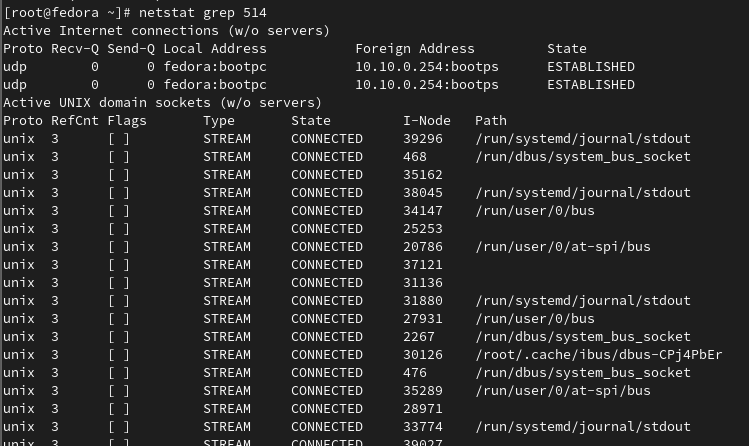 [root@fedora ~]# netstat grep 514
Active Internet connections (w/o servers)
Proto Recv-Q Send-Q Local Address           Foreign Address         State
udp        0      0 fedora:bootpc           10.10.0.254:bootps      ESTABLISHED
udp        0      0 fedora:bootpc           10.10.0.254:bootps      ESTABLISHED
Active UNIX domain sockets (w/o servers)
Proto RefCnt Flags       Type       State         I-Node   Path
unix  3      [ ]         STREAM     CONNECTED     39296    /run/systemd/journal/stdout
unix  3      [ ]         STREAM     CONNECTED     468      /run/dbus/system_bus_socket
unix  3      [ ]         STREAM     CONNECTED     35162
unix  3      [ ]         STREAM     CONNECTED     38045    /run/systemd/journal/stdout
unix  3      [ ]         STREAM     CONNECTED     34147    /run/user/0/bus
unix  3      [ ]         STREAM     CONNECTED     25253
unix  3      [ ]         STREAM     CONNECTED     20786    /run/user/0/at-spi/bus
unix  3      [ ]         STREAM     CONNECTED     37121
unix  3      [ ]         STREAM     CONNECTED     31136
unix  3      [ ]         STREAM     CONNECTED     31880    /run/systemd/journal/stdout
unix  3      [ ]         STREAM     CONNECTED     27931    /run/user/0/bus
unix  3      [ ]         STREAM     CONNECTED     2267     /run/dbus/system_bus_socket
unix  3      [ ]         STREAM     CONNECTED     30126    /root/.cache/ibus/dbus-CPj4PbEr
unix  3      [ ]         STREAM     CONNECTED     476      /run/dbus/system_bus_socket
unix  3      [ ]         STREAM     CONNECTED     35289    /run/user/0/at-spi/bus
unix  3      [ ]         STREAM     CONNECTED     28971
unix  3      [ ]         STREAM     CONNECTED     33774    /run/systemd/journal/stdout
unix  3      [ ]         STREAM     CONNECTED     39027